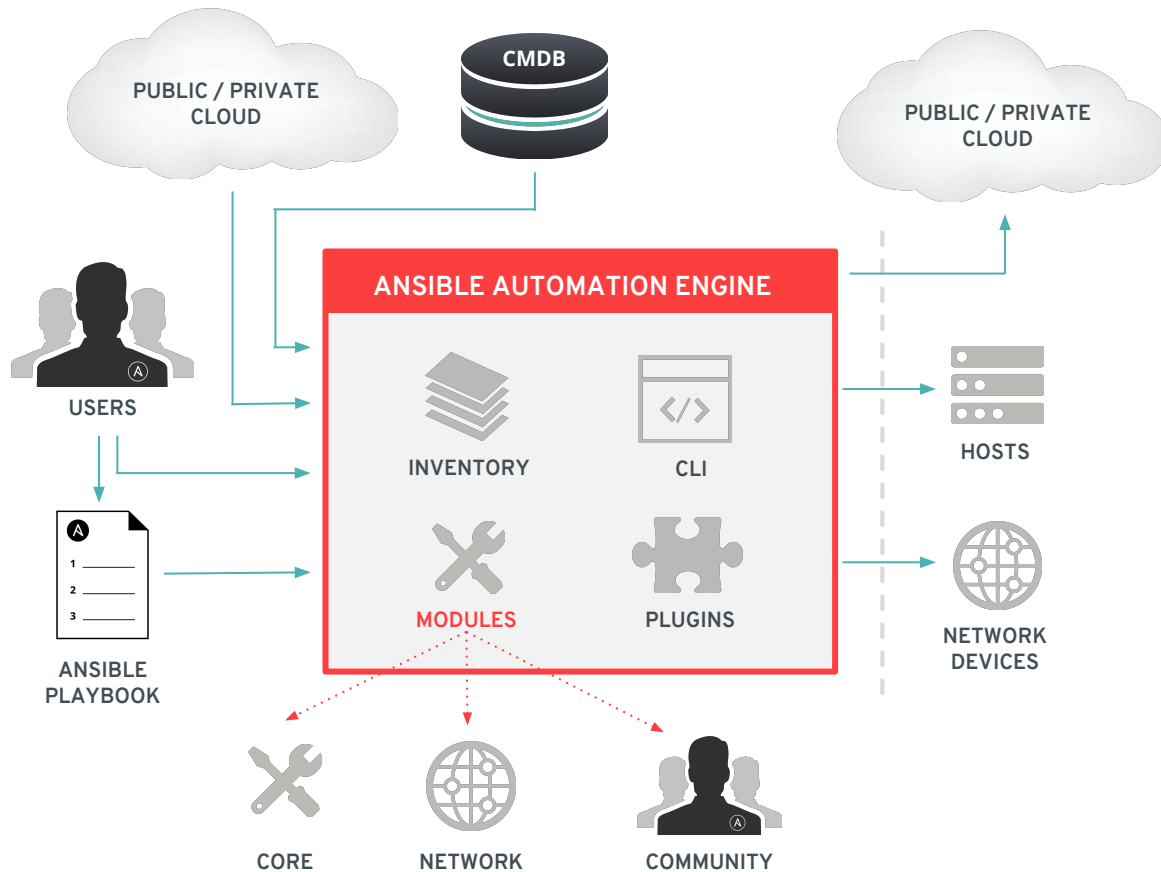 PUBLIC / PRIVATE
CLOUD
CMDB
PUBLIC / PRIVATE
CLOUD
ANSIBLE AUTOMATION ENGINE
USERS
INVENTORY
CLI
HOSTS
1
2
3
MODULES
PLUGINS
ANSIBLE
PLAYBOOK
NETWORK
DEVICES
CORE
NETWORK
COMMUNITY